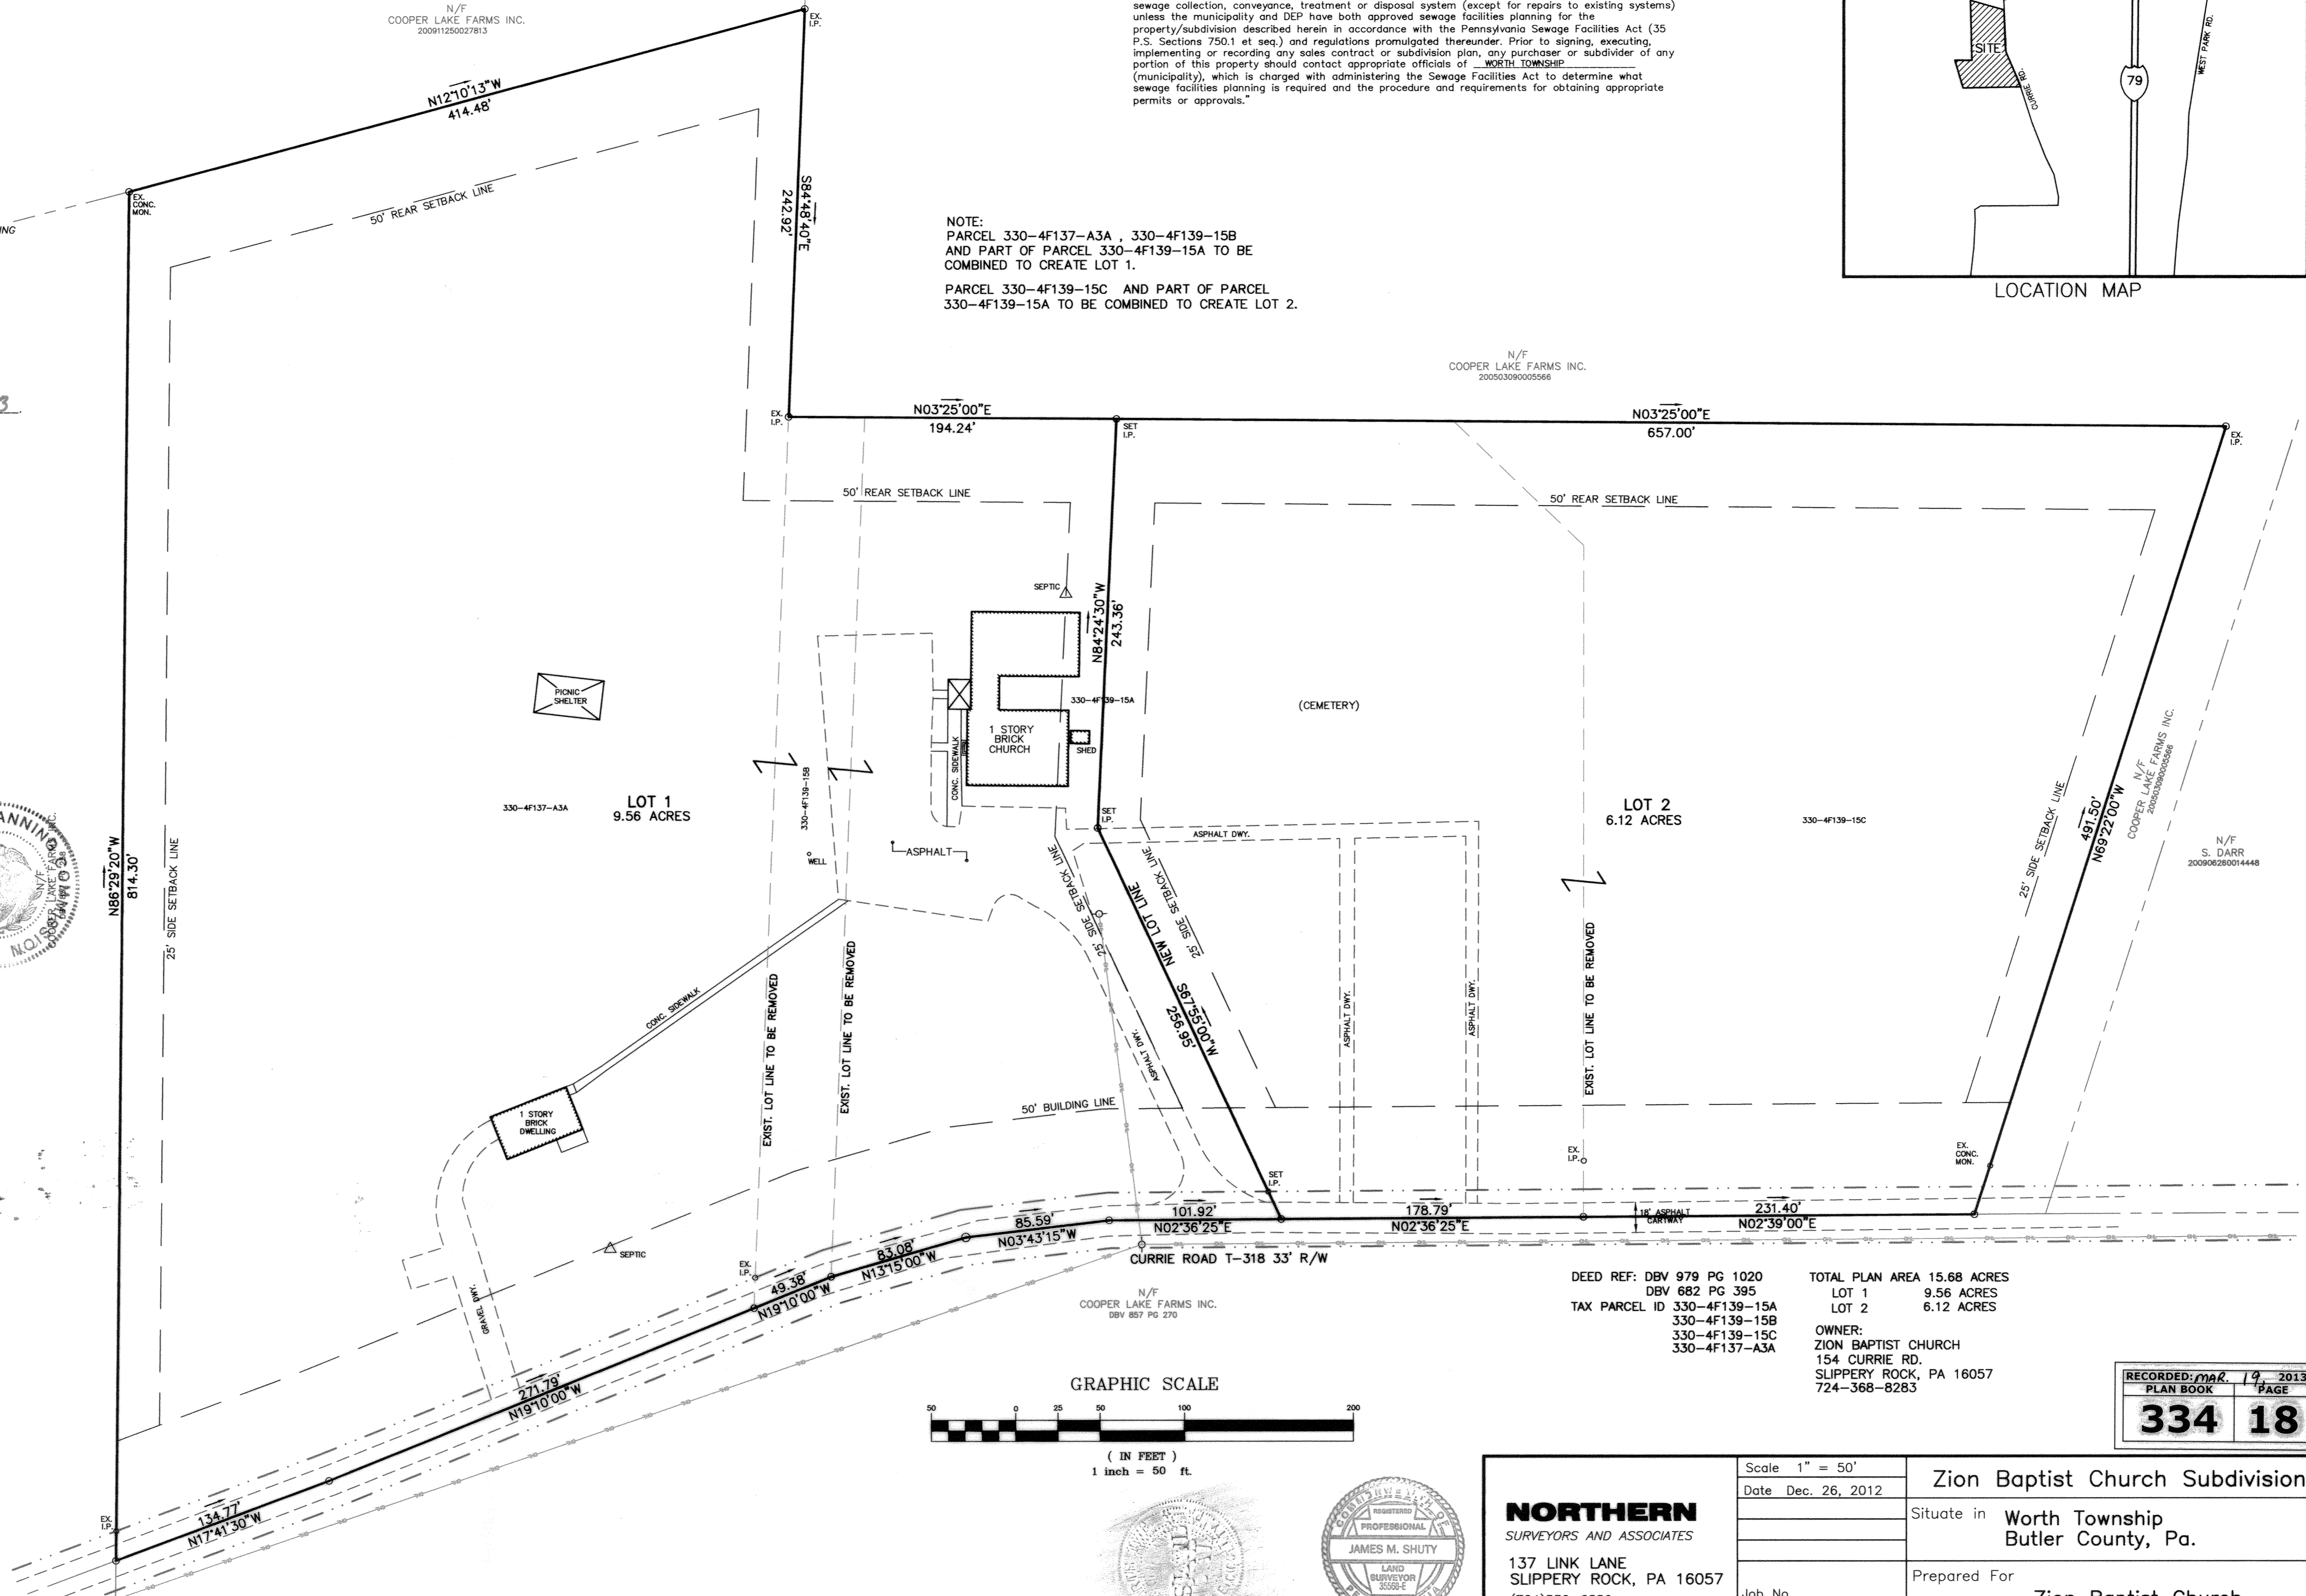 sewage collection, conveyance, treatment or disposal system (except for repairs to existing systems)
unless the municipality and DEP have both approved sewage facilities planning for the
property/subdivision described herein in accordance with the Pennsylvania Sewage Facilities Act (35
P.S. Sections 750.1 et seq.) and regulations promulgated thereunder. Prior to signing, executing,
implementing or recording any sales contract or subdivision plan, any purchaser or subdivider of any
portion of this property should contact appropriate officials of WORTH TOWNSHIP
(municipality), which is charged with administering the Sewage Facilities Act to determine what
sewage facilities planning is required and the procedure and requirements for obtaining appropriate
permits or approvals."
SITE
CURRIE RD.
79
WEST PARK RD.
LOCATION MAP
N/F
COOPER LAKE FARMS INC.
200911250027813
EX.
I.P.
N12°10'13"W
414.48'
EX.
CONC.
MON.
50' REAR SETBACK LINE
S84°48'40"E
242.92'
NOTE:
PARCEL 330-4F137-A3A , 330-4F139-15B
AND PART OF PARCEL 330-4F139-15A TO BE
COMBINED TO CREATE LOT 1.
PARCEL 330-4F139-15C AND PART OF PARCEL
330-4F139-15A TO BE COMBINED TO CREATE LOT 2.
N/F
COOPER LAKE FARMS INC.
200503090005566
EX.
I.P.
N03°25'00"E
194.24'
SET
I.P.
N03°25'00"E
657.00'
EX.
I.P.
50' REAR SETBACK LINE
50' REAR SETBACK LINE
SEPTIC
N84°24'30"W
243.36'
PICNIC
SHELTER
330-4F139-15A
(CEMETERY)
1 STORY
BRICK
CHURCH
SHED
CONC. SIDEWALK
330-4F137-A3A
LOT 1
9.56 ACRES
330-4F139-15B
WELL
ASPHALT
SET
I.P.
ASPHALT DWY.
LOT 2
6.12 ACRES
330-4F139-15C
25' SIDE SETBACK LINE
491.50'
N69°22'00"W
N/F
COOPER LAKE FARMS INC.
200503090005566
N/F
S. DARR
200906260014448
N86°29'20"W
814.30'
25' SIDE SETBACK LINE
N/F
COOPER LAKE FARMS INC.
25' SIDE SETBACK LINE
NEW LOT LINE
25' SIDE SETBACK LINE
S67°55'00"W
256.95'
ASPHALT DWY.
ASPHALT DWY.
ASPHALT DWY.
EXIST. LOT LINE TO BE REMOVED
EXIST. LOT LINE TO BE REMOVED
EXIST. LOT LINE TO BE REMOVED
CONC. SIDEWALK
1 STORY
BRICK
DWELLING
50' BUILDING LINE
SEPTIC
GRAVEL DWY.
EX.
I.P.
SET
I.P.
EX.
I.P.
EX.
CONC.
MON.
EX.
I.P.
134.77'
N17°41'30"W
271.79'
N19°10'00"W
49.38'
N19°10'00"W
83.08'
N13°15'00"W
85.59'
N03°43'15"W
101.92'
N02°36'25"E
178.79'
N02°36'25"E
18' ASPHALT
CARTWAY
231.40'
N02°39'00"E
CURRIE ROAD T-318 33' R/W
N/F
COOPER LAKE FARMS INC.
DBV 857 PG 270
DEED REF: DBV 979 PG 1020
DBV 682 PG 395
TAX PARCEL ID 330-4F139-15A
330-4F139-15B
330-4F139-15C
330-4F137-A3A
TOTAL PLAN AREA 15.68 ACRES
LOT 1 9.56 ACRES
LOT 2 6.12 ACRES
OWNER:
ZION BAPTIST CHURCH
154 CURRIE RD.
SLIPPERY ROCK, PA 16057
724-368-8283
RECORDED: MAR. 19, 2013
PLAN BOOK PAGE
334 18
GRAPHIC SCALE
50 0 25 50 100 200
( IN FEET )
1 inch = 50 ft.
REGISTERED
PROFESSIONAL
JAMES M. SHUTY
LAND
SURVEYOR
35568-E
NORTHERN
SURVEYORS AND ASSOCIATES
137 LINK LANE
SLIPPERY ROCK, PA 16057
Scale 1" = 50'
Date Dec. 26, 2012
Job No.
Zion Baptist Church Subdivision
Situate in Worth Township
Butler County, Pa.
Prepared For
Zion Baptist Church